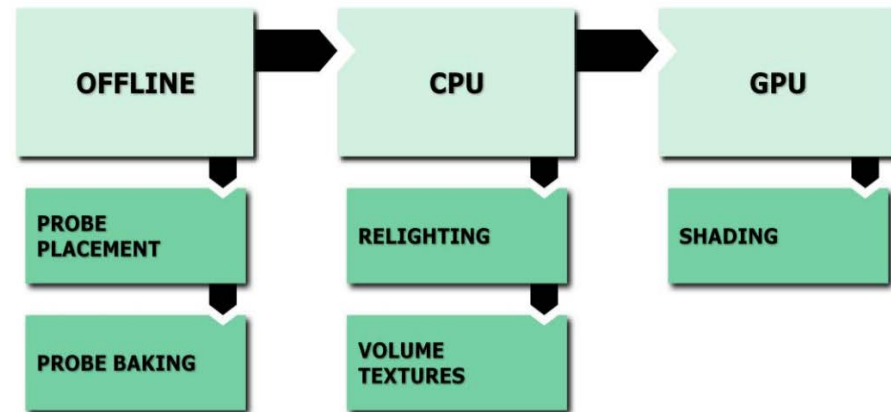 OFFLINE
CPU
GPU
PROBE
PLACEMENT
RELIGHTING
SHADING
PROBE BAKING
VOLUME
TEXTURES